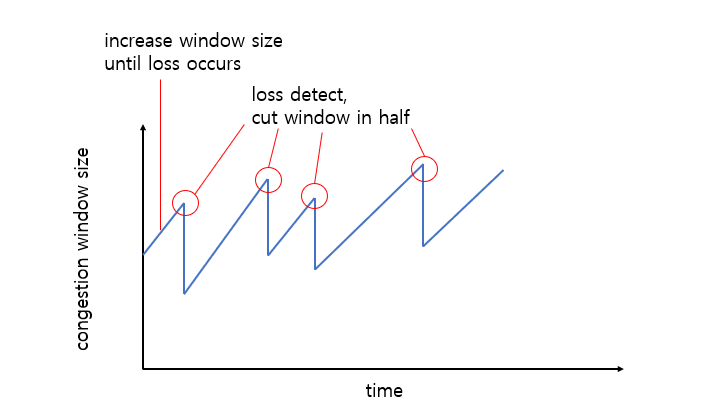 increase window size
until loss occurs
loss detect,
cut window in half
congestion window size
time